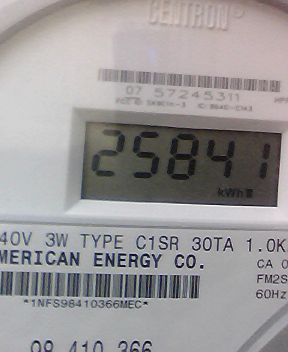 CENTRON®
07 57245311
25841
kWh
40V 3W TYPE C1SR 30TA 1.0K
MERICAN ENERGY CO.
CA 0
FM2S
60Hz
*1NFS98410366MEC*
98 410 366